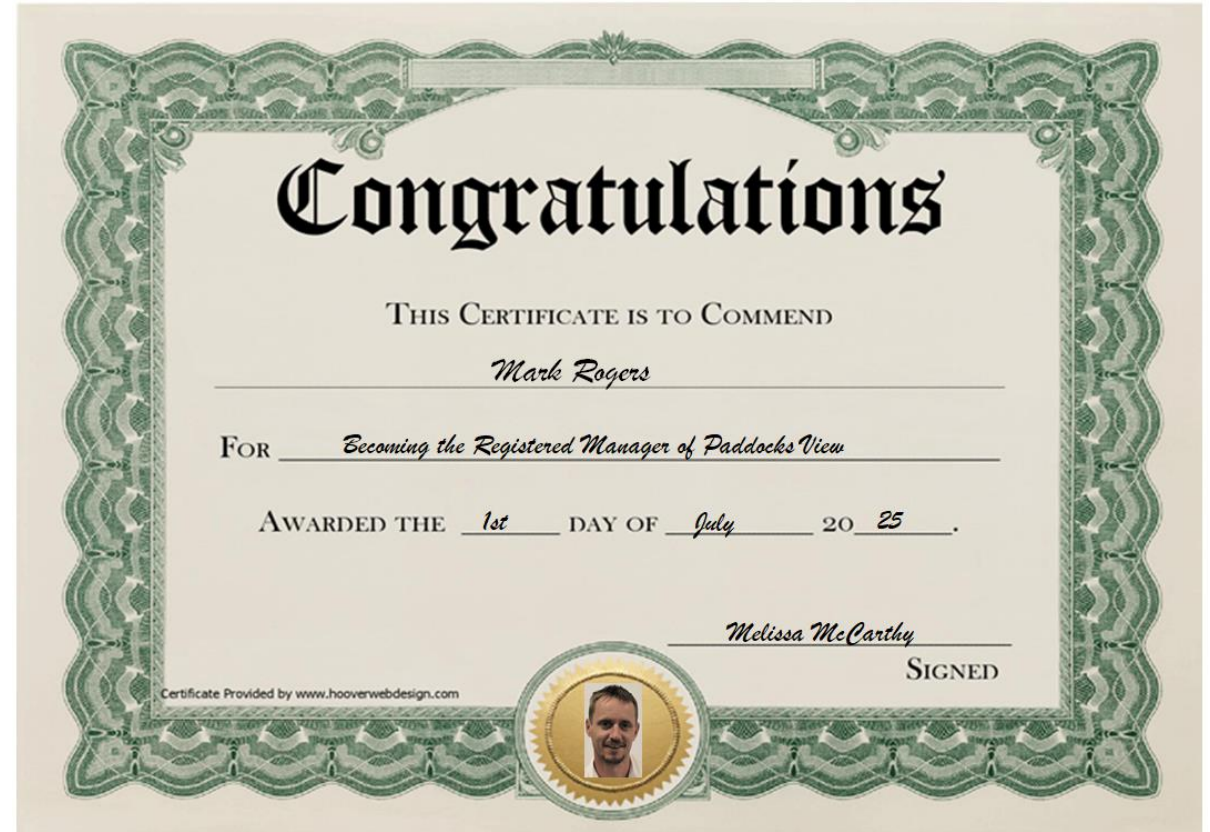 Congratulations
THIS CERTIFICATE IS TO COMMEND
Mark Rogers
FOR Becoming the Registered Manager of Paddocks View
AWARDED THE 1st DAY OF July 20 25.
Melissa McCarthy
SIGNED
Certificate Provided by www.hooverwebdesign.com